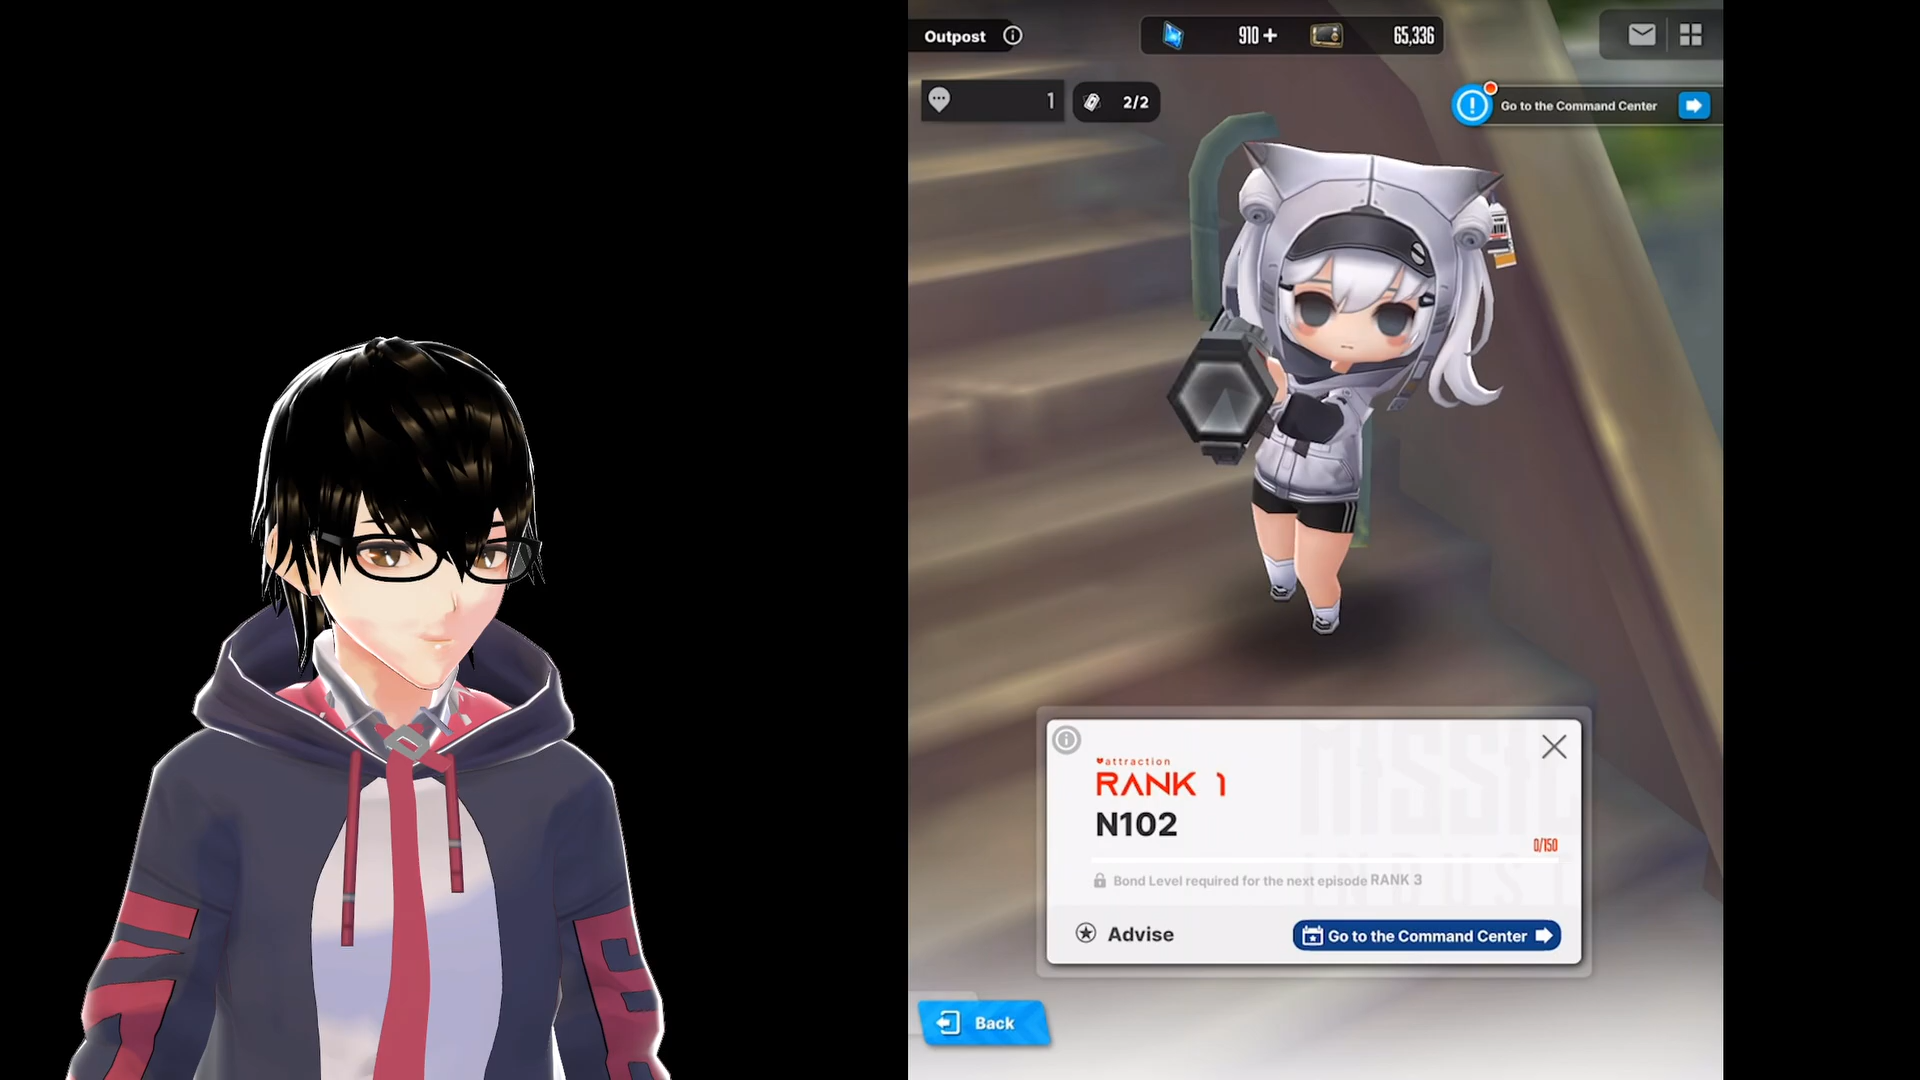 Outpost
910 +
65,336
1
2/2
Go to the Command Center
attraction
RANK 1
N102
0/150
Bond Level required for the next episode RANK 3
Advise
Go to the Command Center
Back